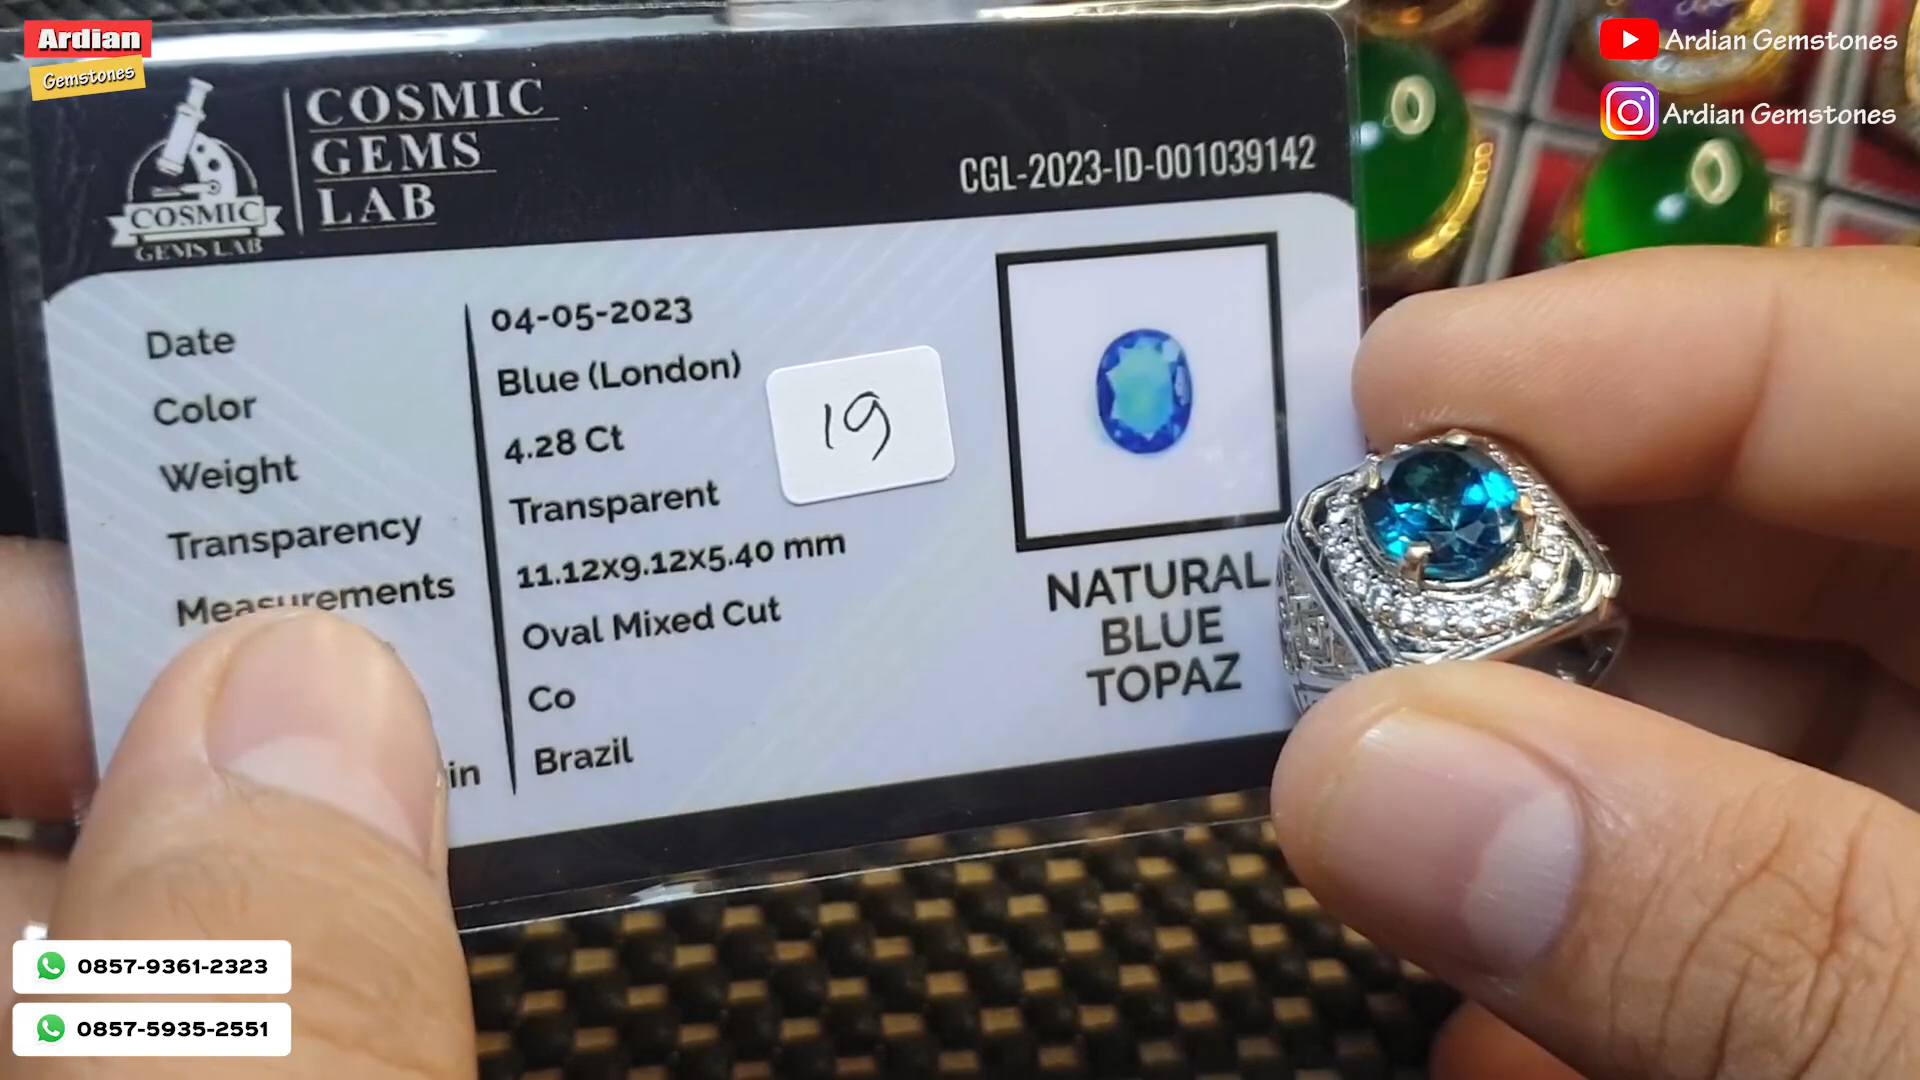 Ardian
Gemstones
Ardian Gemstones
Ardian Gemstones
COSMIC
GEMS LAB
COSMIC
GEMS
LAB
CGL-2023-ID-001039142
Date 04-05-2023
Color Blue (London)
Weight 4.28 Ct
Transparency Transparent
Measurements 11.12x9.12x5.40 mm
Oval Mixed Cut
Co
in Brazil
19
NATURAL
BLUE
TOPAZ
0857-9361-2323
0857-5935-2551